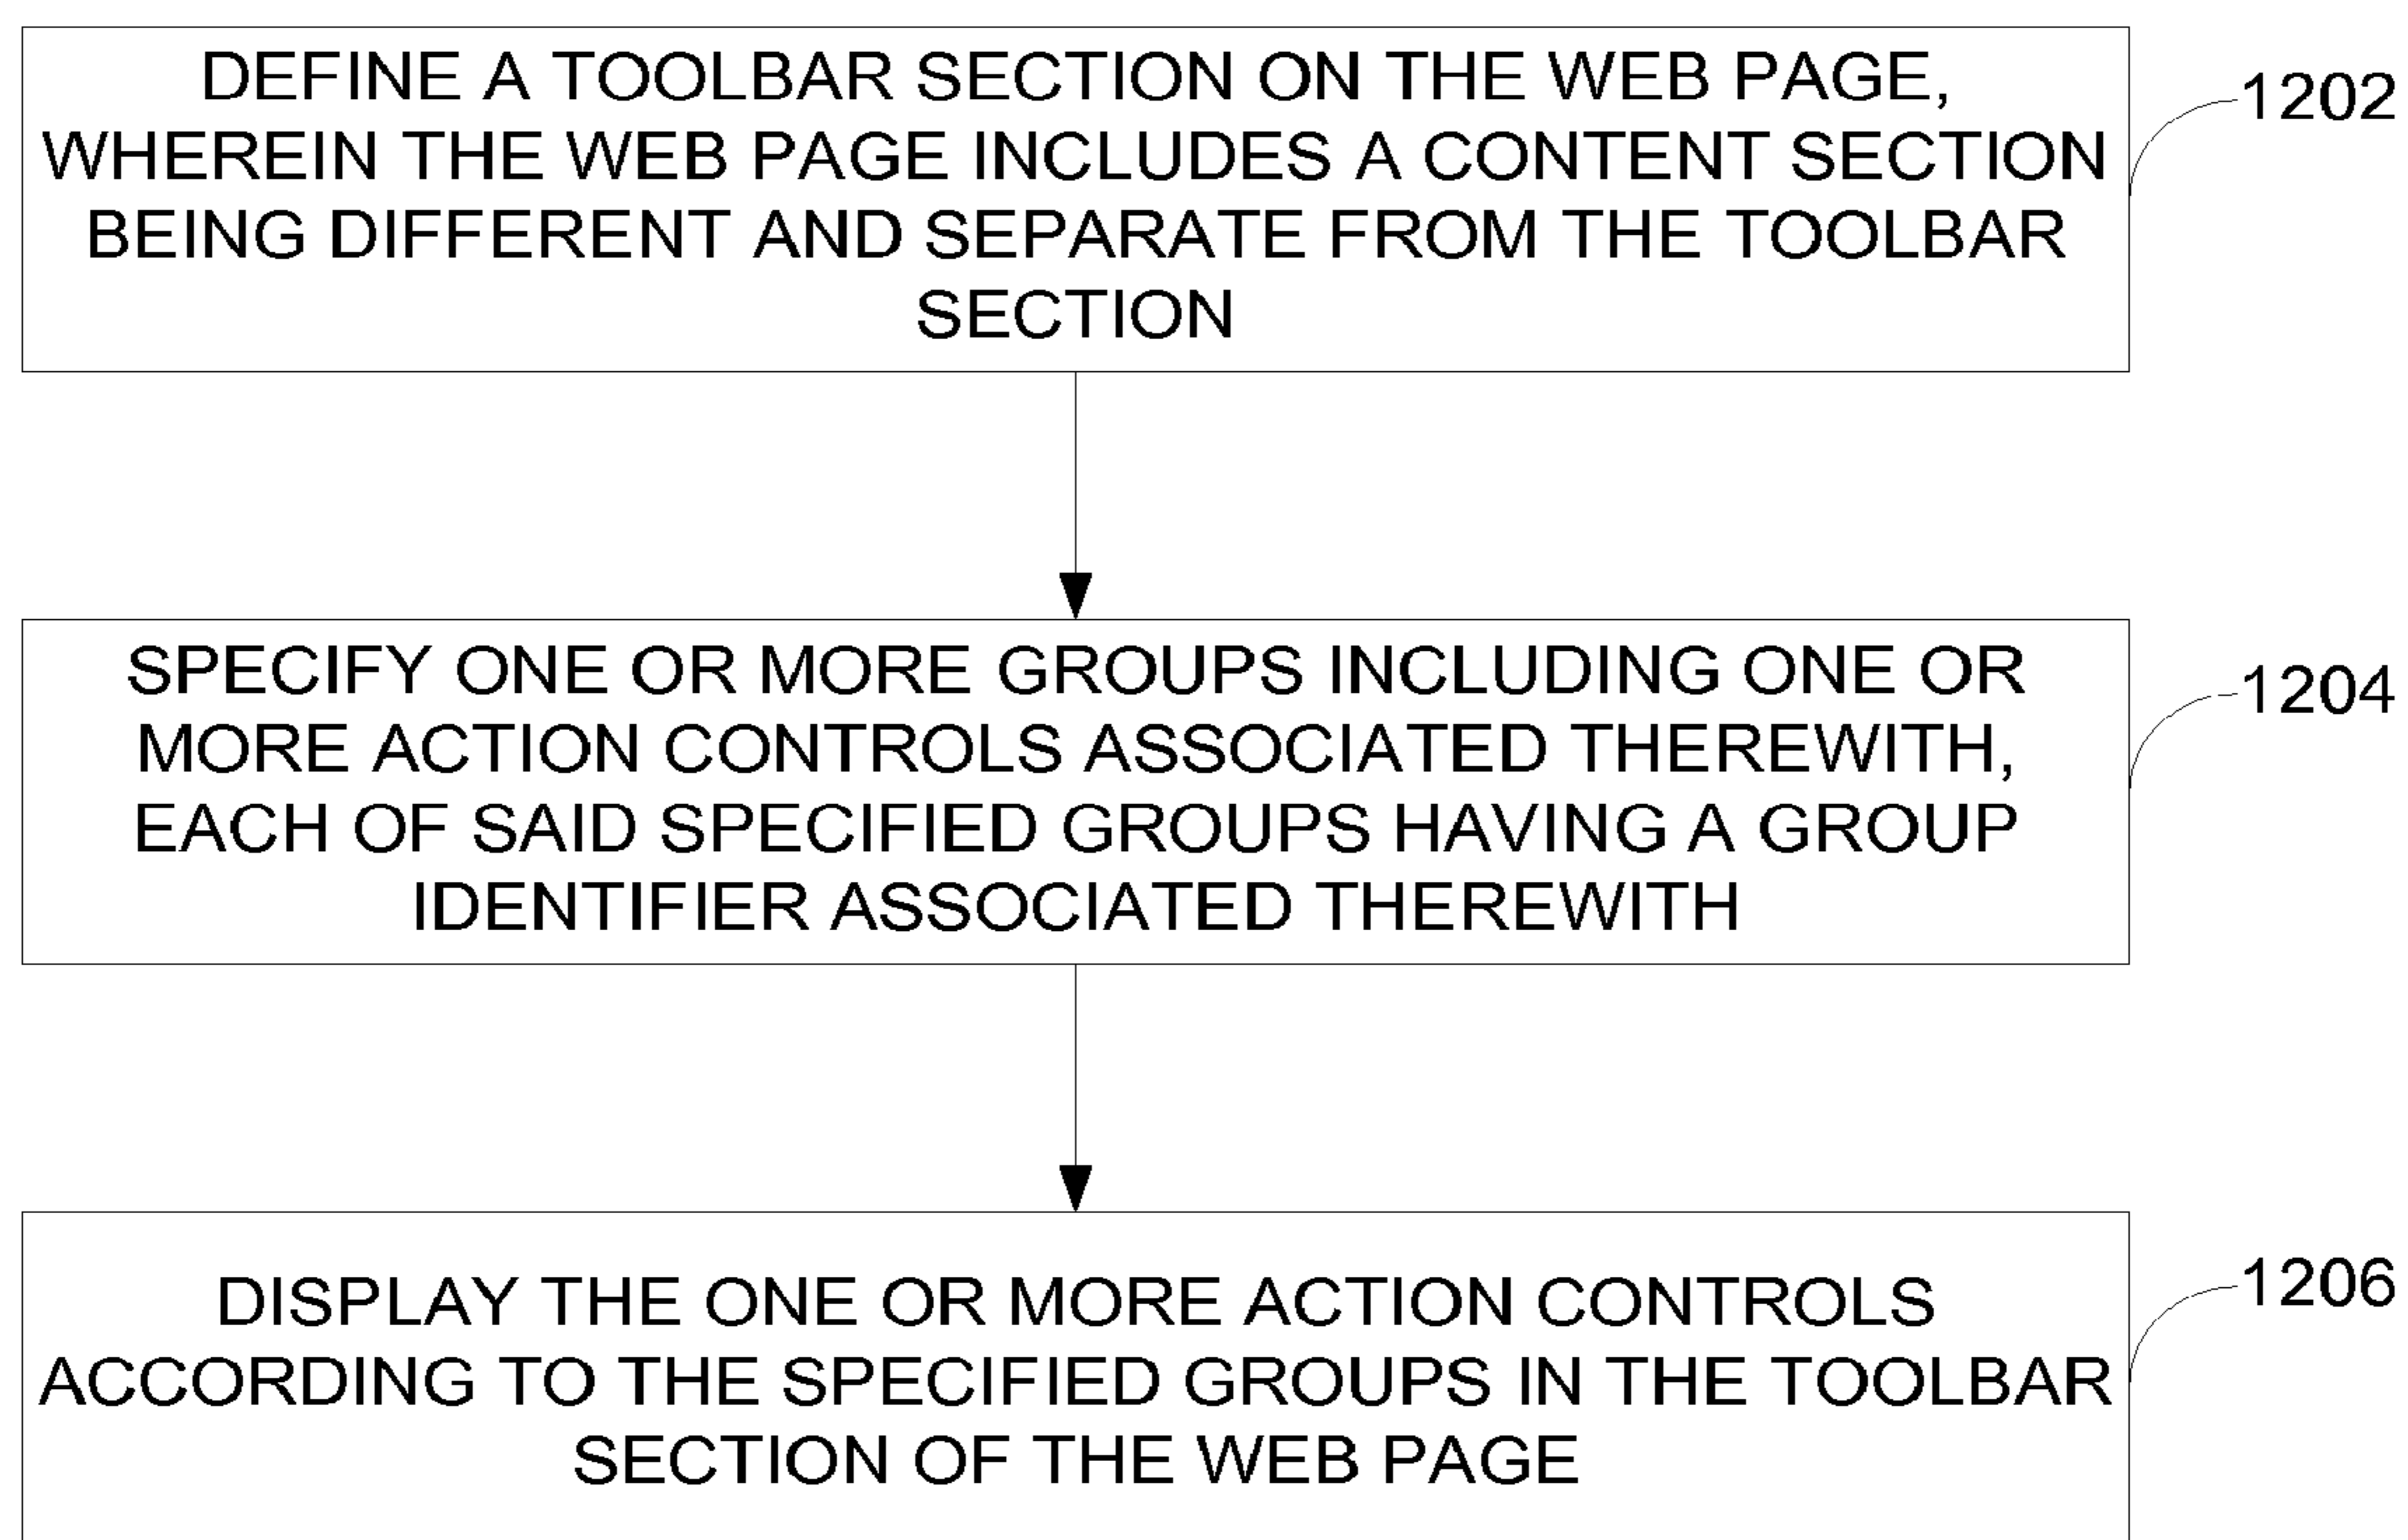 DEFINE A TOOLBAR SECTION ON THE WEB PAGE,
WHEREIN THE WEB PAGE INCLUDES A CONTENT SECTION
BEING DIFFERENT AND SEPARATE FROM THE TOOLBAR
SECTION
1202
SPECIFY ONE OR MORE GROUPS INCLUDING ONE OR
MORE ACTION CONTROLS ASSOCIATED THEREWITH,
EACH OF SAID SPECIFIED GROUPS HAVING A GROUP
IDENTIFIER ASSOCIATED THEREWITH
1204
DISPLAY THE ONE OR MORE ACTION CONTROLS
ACCORDING TO THE SPECIFIED GROUPS IN THE TOOLBAR
SECTION OF THE WEB PAGE
1206